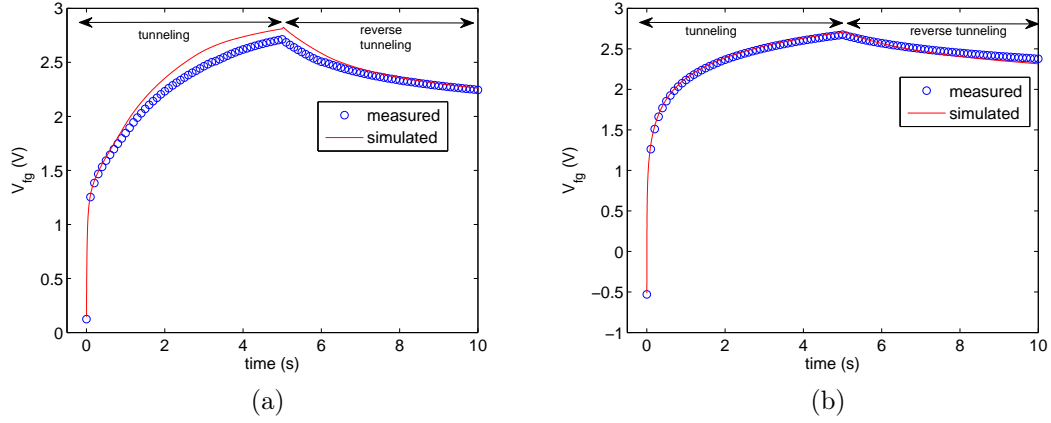 tunneling
reverse
tunneling
3
2.5
2
1.5
1
0.5
0
V_fg (V)
measured
simulated
0 2 4 6 8 10
time (s)
(a)
tunneling
reverse tunneling
3
2.5
2
1.5
1
0.5
0
−0.5
−1
V_fg (V)
measured
simulated
0 2 4 6 8 10
time (s)
(b)